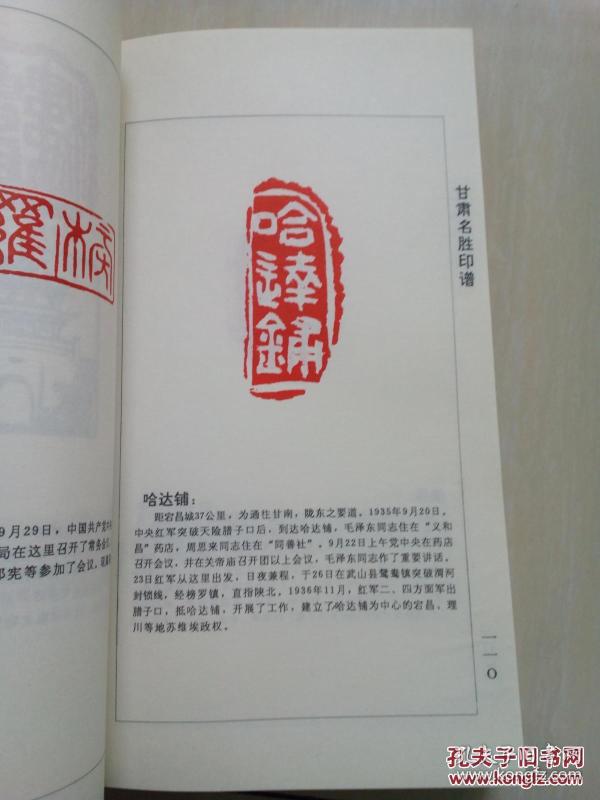 9月29日，中国共产党中
局在这里召开了常务会
邓宪等参加了会议，
榜
甘肃名胜印谱
哈达铺
哈达铺：
距宕昌城37公里，为通往甘南，陇东之要道。1935年9月20日，
中央红军突破天险腊子口后，到达哈达铺，毛泽东同志住在“义和
昌”药店，周恩来同志住在“同善社”。9月22日上午党中央在药店
召开会议，并在关帝庙召开团以上会议，毛泽东同志作了重要讲话。
23日红军从这里出发，日夜兼程，于26日在武山县鸳鸯镇突破渭河
封锁线，经榜罗镇，直指陕北。1936年11月，红军二、四方面军出
腊子口，抵哈达铺，开展了工作，建立了哈达铺为中心的宕昌、理
川等地苏维埃政权。
一一〇
孔夫子旧书网